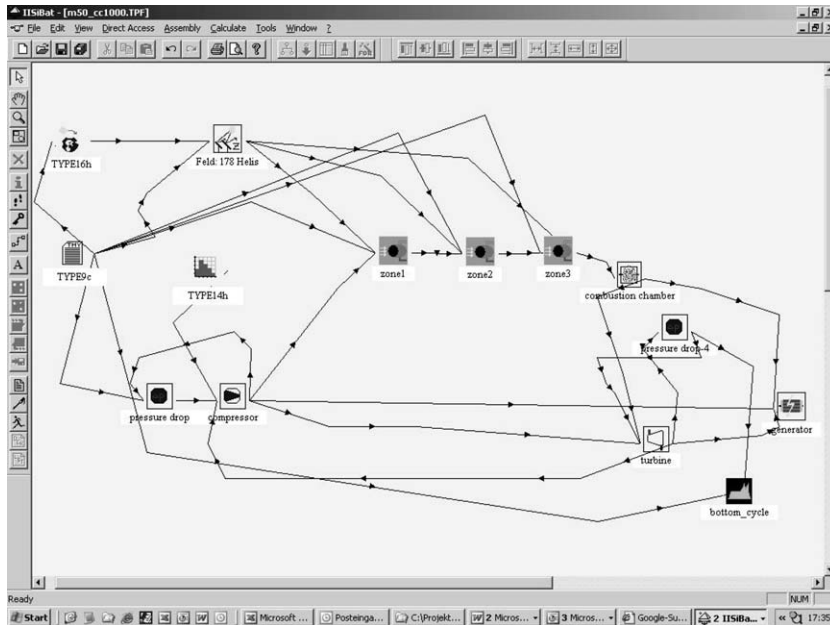 IISiBat - [m50_cc1000.TPF]
File Edit View Direct Access Assembly Calculate Tools Window ?
TYPE16h
Feld: 178 Helis
TYPE9c
TYPE14h
zone1
zone2
zone3
combustion chamber
pressure drop-4
pressure drop
compressor
generator
turbine
bottom_cycle
Ready
NUM
Start
Microsoft ...
Posteinga...
C:\Projekt...
2 Micros...
3 Micros...
Google-Su...
2 IISiBa...
17:35